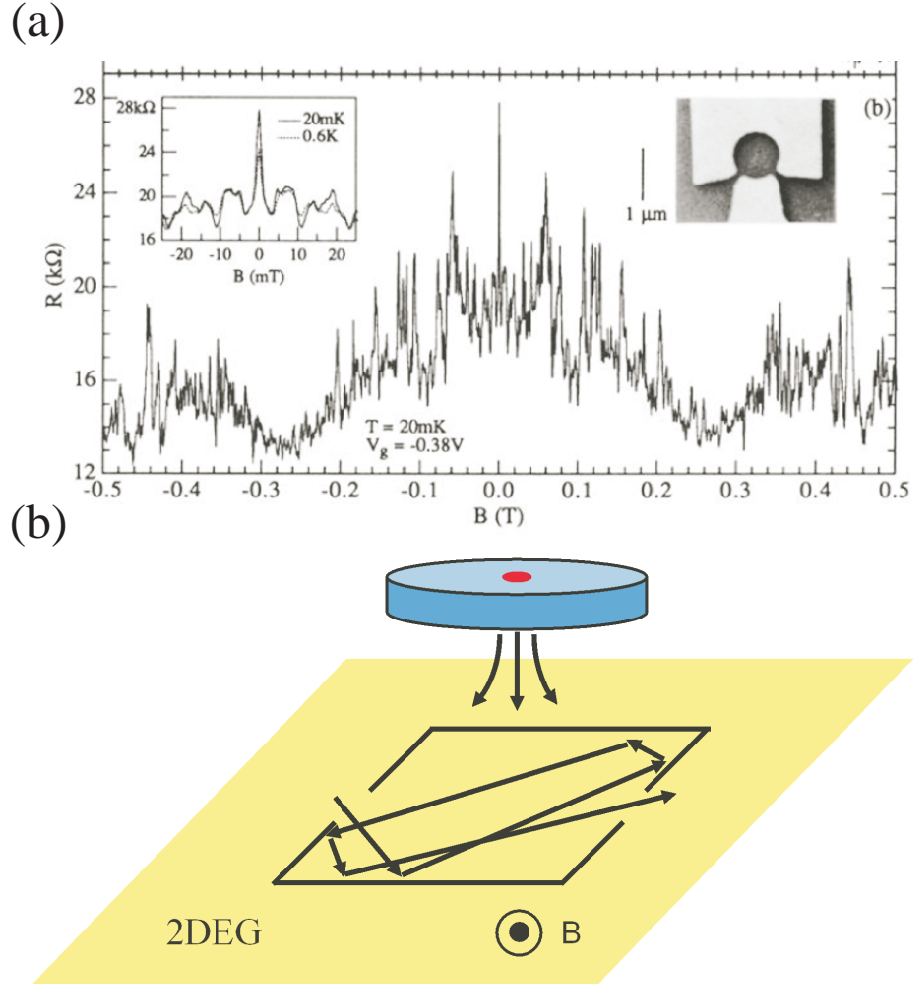 (a)
28
24
20
16
12
R (kΩ)
28kΩ
24
20
16
20mK
0.6K
-20 -10 0 10 20
B (mT)
(b)
1 μm
T = 20mK
Vg = -0.38V
-0.5 -0.4 -0.3 -0.2 -0.1 0.0 0.1 0.2 0.3 0.4 0.5
B (T)
(b)
2DEG
B